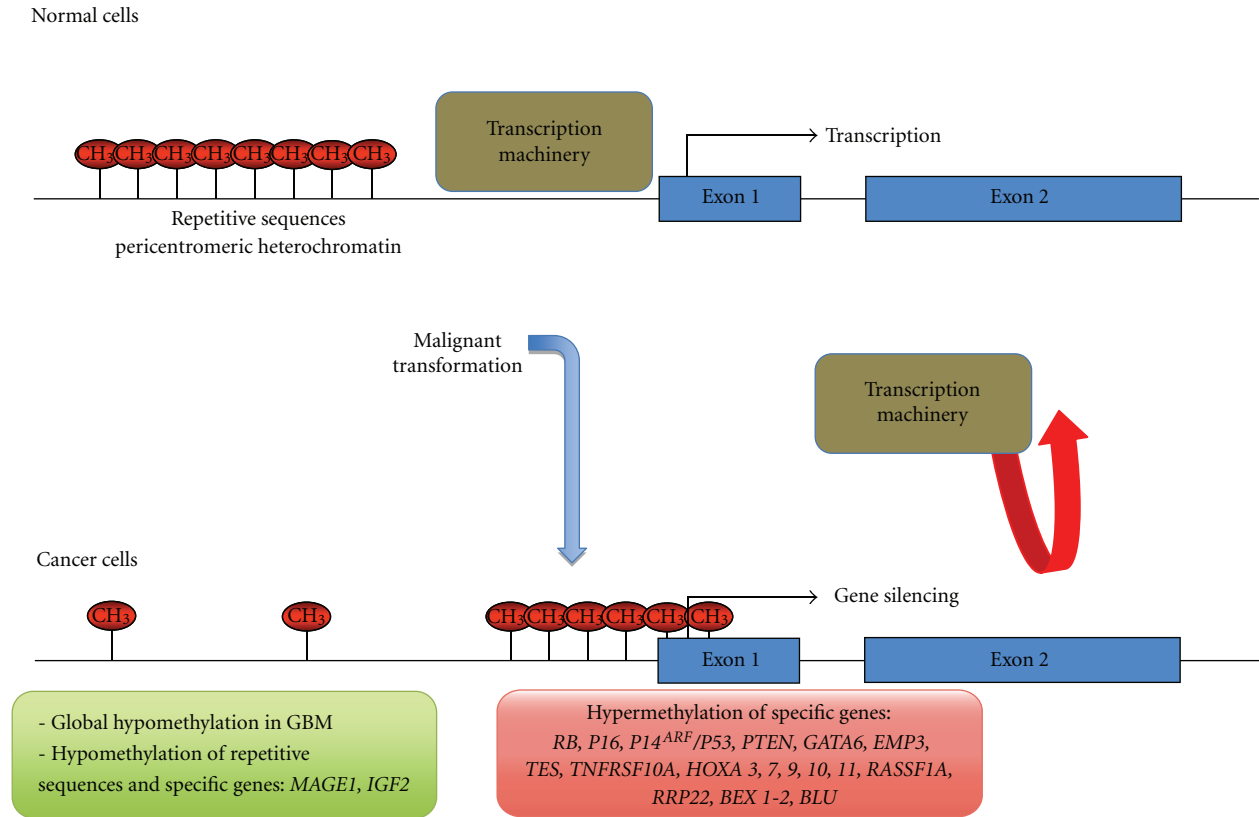 Normal cells
CH₃ CH₃ CH₃ CH₃ CH₃ CH₃ CH₃ CH₃
Transcription
machinery
Transcription
Exon 1
Exon 2
Repetitive sequences
pericentromeric heterochromatin
Malignant
transformation
Transcription
machinery
Cancer cells
CH₃
CH₃
CH₃ CH₃ CH₃ CH₃ CH₃ CH₃
Gene silencing
Exon 1
Exon 2
- Global hypomethylation in GBM
- Hypomethylation of repetitive
sequences and specific genes: MAGE1, IGF2
Hypermethylation of specific genes:
RB, P16, P14ᴬᴿᶠ/P53, PTEN, GATA6, EMP3,
TES, TNFRSF10A, HOXA 3, 7, 9, 10, 11, RASSF1A,
RRP22, BEX 1-2, BLU